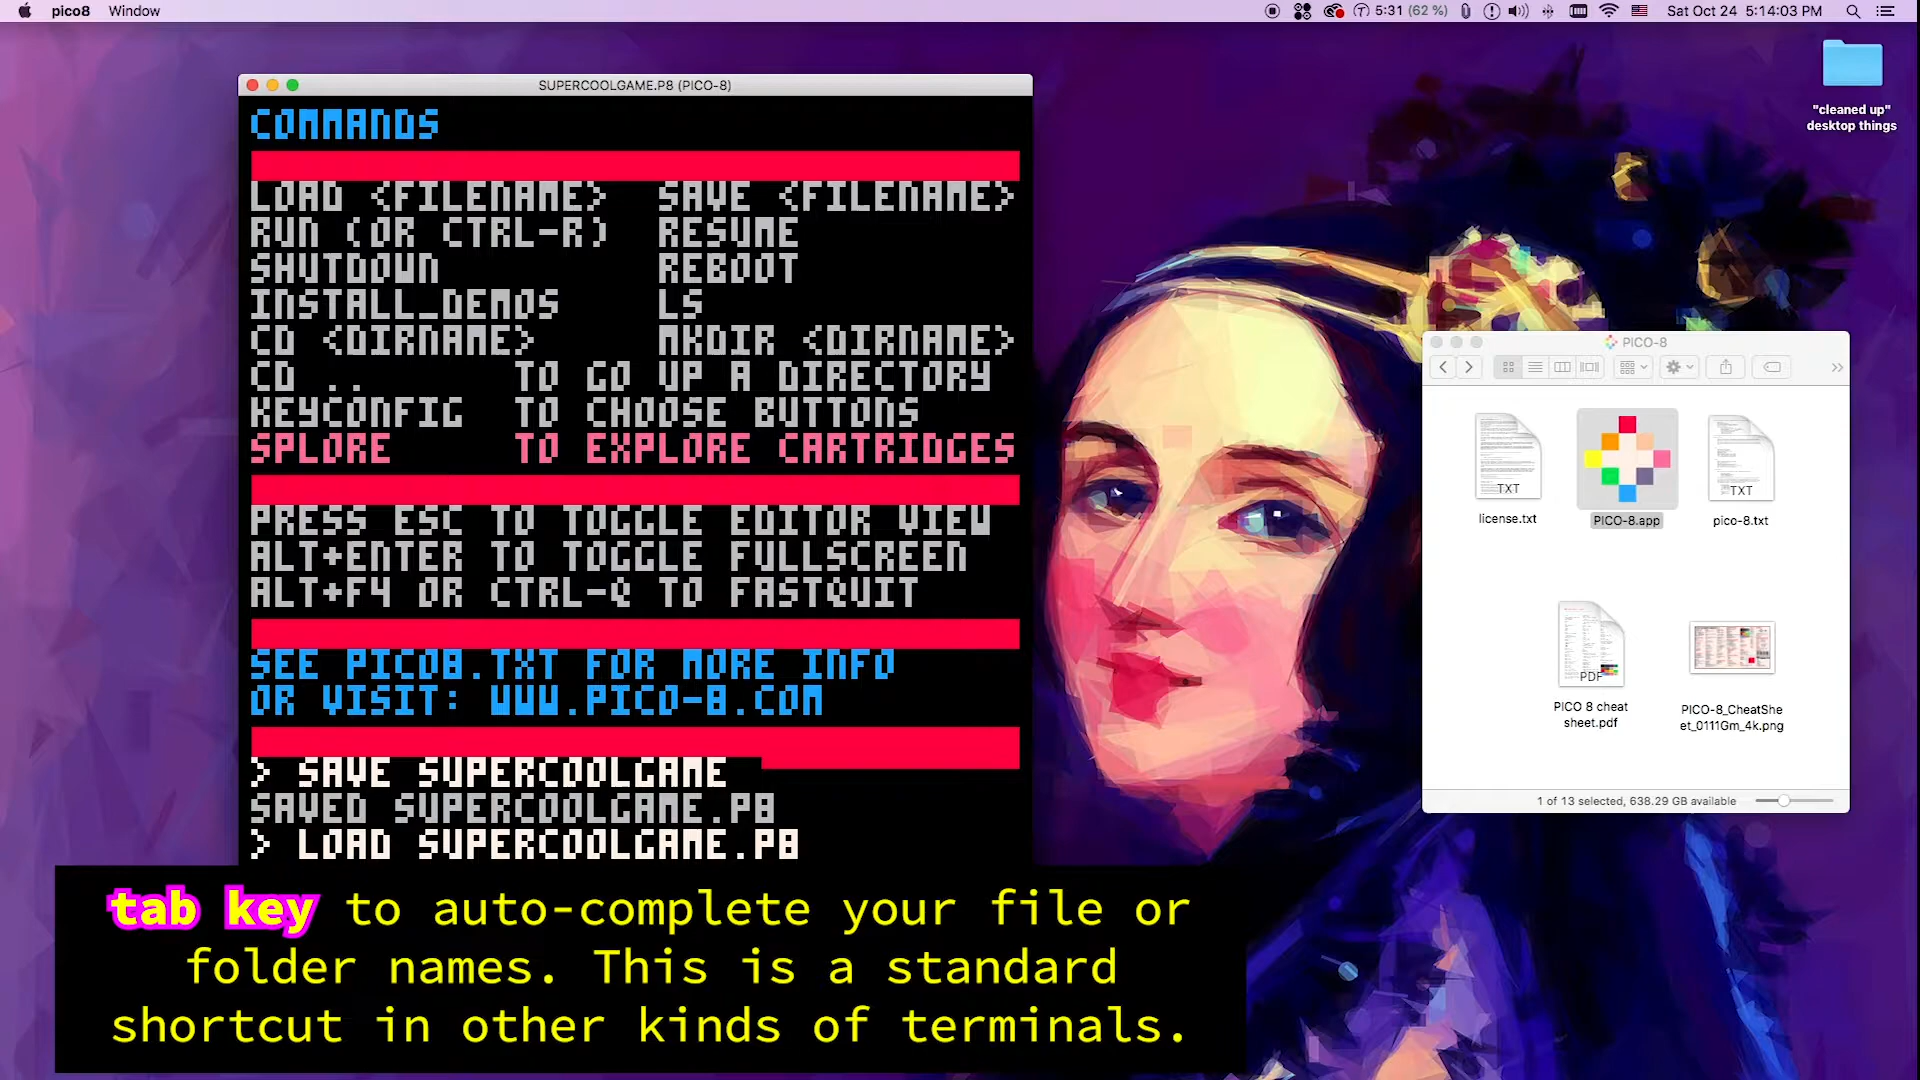 pico8 Window
5:31 (62 %)
Sat Oct 24 5:14:03 PM
"cleaned up"
desktop things
SUPERCOOLGAME.P8 (PICO-8)
COMMANDS
LOAD <FILENAME> SAVE <FILENAME>
RUN (OR CTRL-R) RESUME
SHUTDOWN REBOOT
INSTALL_DEMOS LS
CD <DIRNAME> MKDIR <DIRNAME>
CD .. TO GO UP A DIRECTORY
KEYCONFIG TO CHOOSE BUTTONS
SPLORE TO EXPLORE CARTRIDGES
PRESS ESC TO TOGGLE EDITOR VIEW
ALT+ENTER TO TOGGLE FULLSCREEN
ALT+F4 OR CTRL-Q TO FASTQUIT
SEE PICO8.TXT FOR MORE INFO
OR VISIT: WWW.PICO-8.COM
> SAVE SUPERCOOLGAME
SAVED SUPERCOOLGAME.P8
> LOAD SUPERCOOLGAME.P8
PICO-8
TXT
license.txt
PICO-8.app
TXT
pico-8.txt
PDF
PICO 8 cheat
sheet.pdf
PICO-8_CheatShe
et_0111Gm_4k.png
1 of 13 selected, 638.29 GB available
tab key to auto-complete your file or
folder names. This is a standard
shortcut in other kinds of terminals.